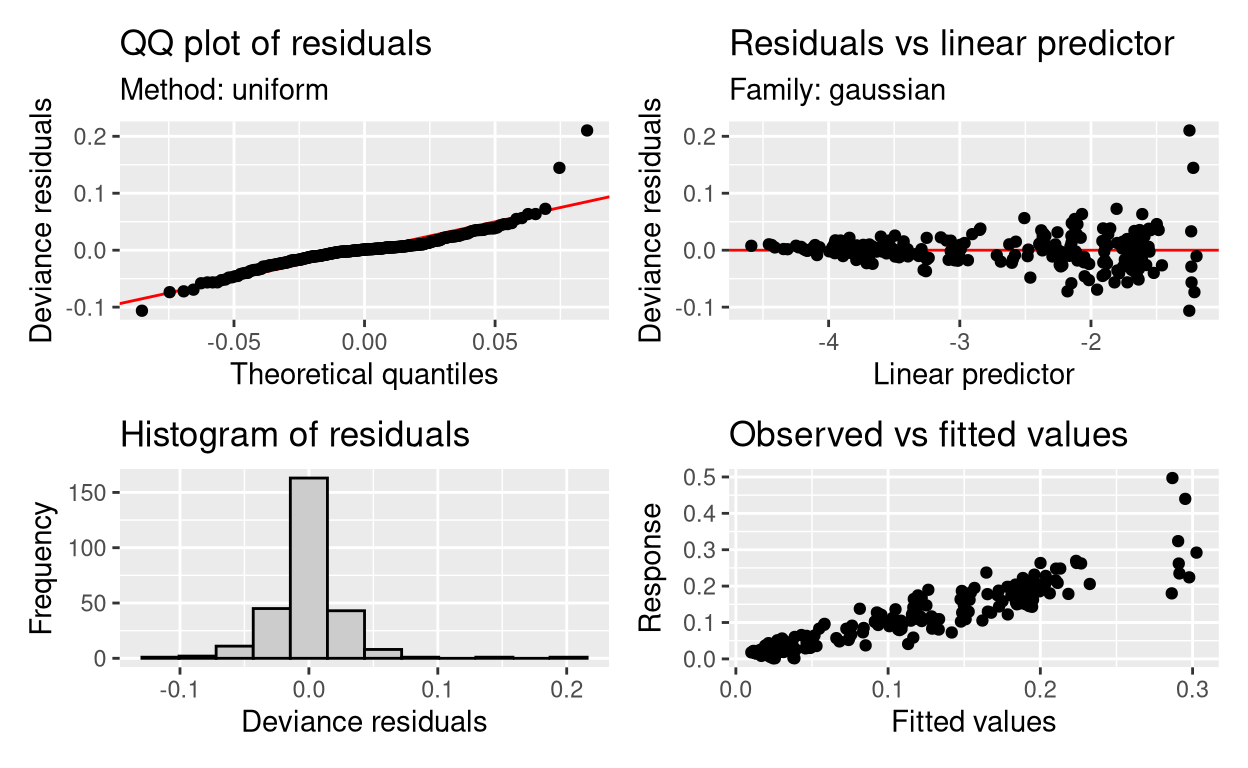 QQ plot of residuals
Method: uniform
Deviance residuals
0.2
0.1
0.0
-0.1
-0.05
0.00
0.05
Theoretical quantiles
Residuals vs linear predictor
Family: gaussian
Deviance residuals
0.2
0.1
0.0
-0.1
-4
-3
-2
Linear predictor
Histogram of residuals
Frequency
150
100
50
0
-0.1
0.0
0.1
0.2
Deviance residuals
Observed vs fitted values
Response
0.5
0.4
0.3
0.2
0.1
0.0
0.0
0.1
0.2
0.3
Fitted values